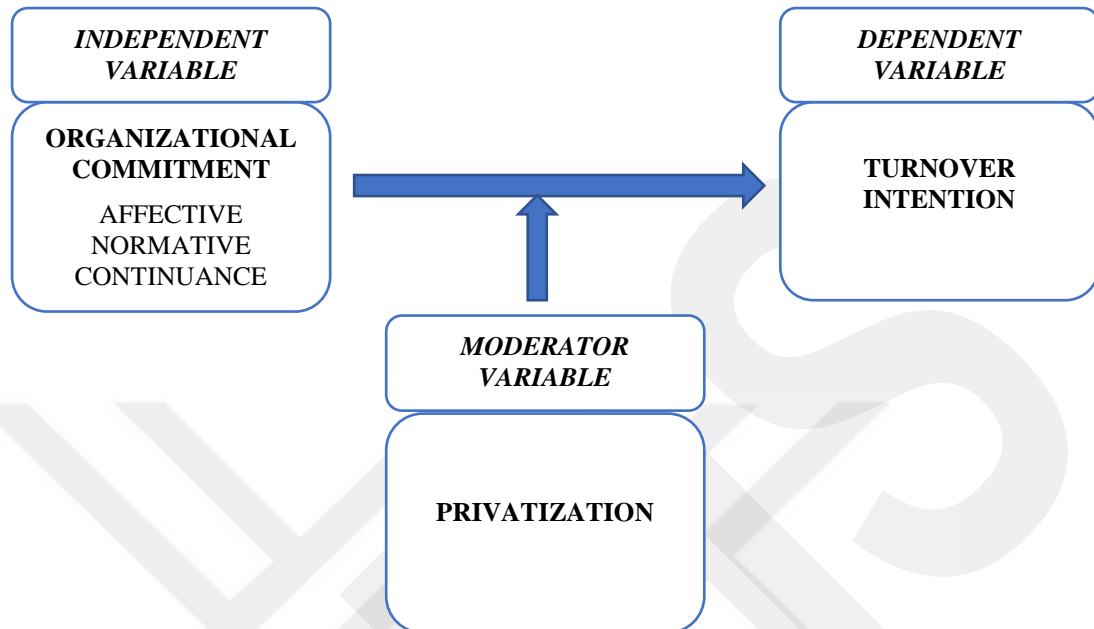 INDEPENDENT
VARIABLE
ORGANIZATIONAL
COMMITMENT
AFFECTIVE
NORMATIVE
CONTINUANCE
DEPENDENT
VARIABLE
TURNOVER
INTENTION
MODERATOR
VARIABLE
PRIVATIZATION